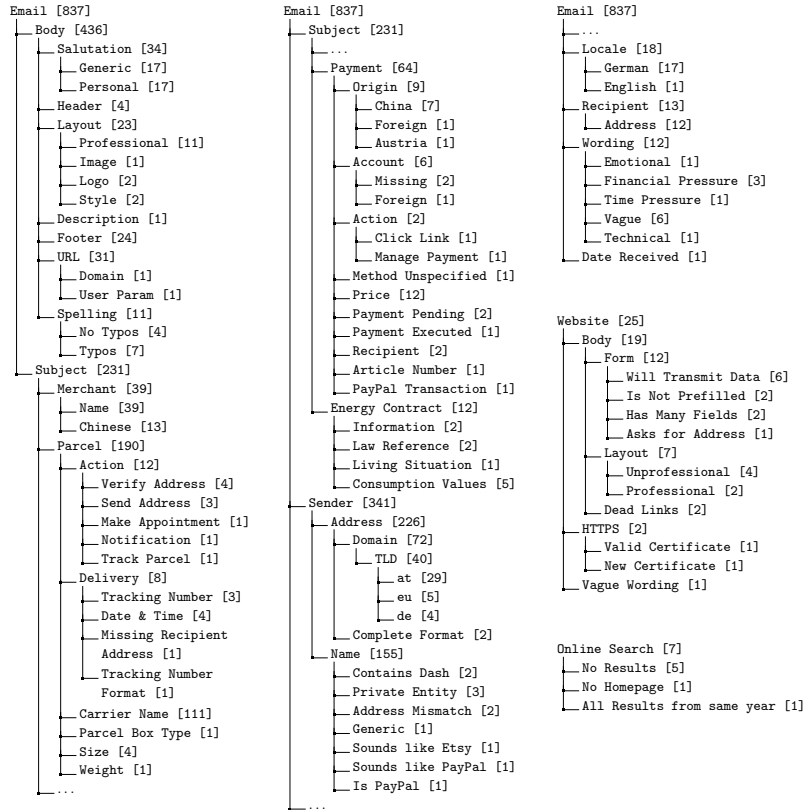 Email [837]
Body [436]
Salutation [34]
Generic [17]
Personal [17]
Header [4]
Layout [23]
Professional [11]
Image [1]
Logo [2]
Style [2]
Description [1]
Footer [24]
URL [31]
Domain [1]
User Param [1]
Spelling [11]
No Typos [4]
Typos [7]
Subject [231]
Merchant [39]
Name [39]
Chinese [13]
Parcel [190]
Action [12]
Verify Address [4]
Send Address [3]
Make Appointment [1]
Notification [1]
Track Parcel [1]
Delivery [8]
Tracking Number [3]
Date & Time [4]
Missing Recipient
Address [1]
Tracking Number
Format [1]
Carrier Name [111]
Parcel Box Type [1]
Size [4]
Weight [1]
...
Email [837]
Subject [231]
...
Payment [64]
Origin [9]
China [7]
Foreign [1]
Austria [1]
Account [6]
Missing [2]
Foreign [1]
Action [2]
Click Link [1]
Manage Payment [1]
Method Unspecified [1]
Price [12]
Payment Pending [2]
Payment Executed [1]
Recipient [2]
Article Number [1]
PayPal Transaction [1]
Energy Contract [12]
Information [2]
Law Reference [2]
Living Situation [1]
Consumption Values [5]
Sender [341]
Address [226]
Domain [72]
TLD [40]
at [29]
eu [5]
de [4]
Complete Format [2]
Name [155]
Contains Dash [2]
Private Entity [3]
Address Mismatch [2]
Generic [1]
Sounds like Etsy [1]
Sounds like PayPal [1]
Is PayPal [1]
...
Email [837]
...
Locale [18]
German [17]
English [1]
Recipient [13]
Address [12]
Wording [12]
Emotional [1]
Financial Pressure [3]
Time Pressure [1]
Vague [6]
Technical [1]
Date Received [1]
Website [25]
Body [19]
Form [12]
Will Transmit Data [6]
Is Not Prefilled [2]
Has Many Fields [2]
Asks for Address [1]
Layout [7]
Unprofessional [4]
Professional [2]
Dead Links [2]
HTTPS [2]
Valid Certificate [1]
New Certificate [1]
Vague Wording [1]
Online Search [7]
No Results [5]
No Homepage [1]
All Results from same year [1]